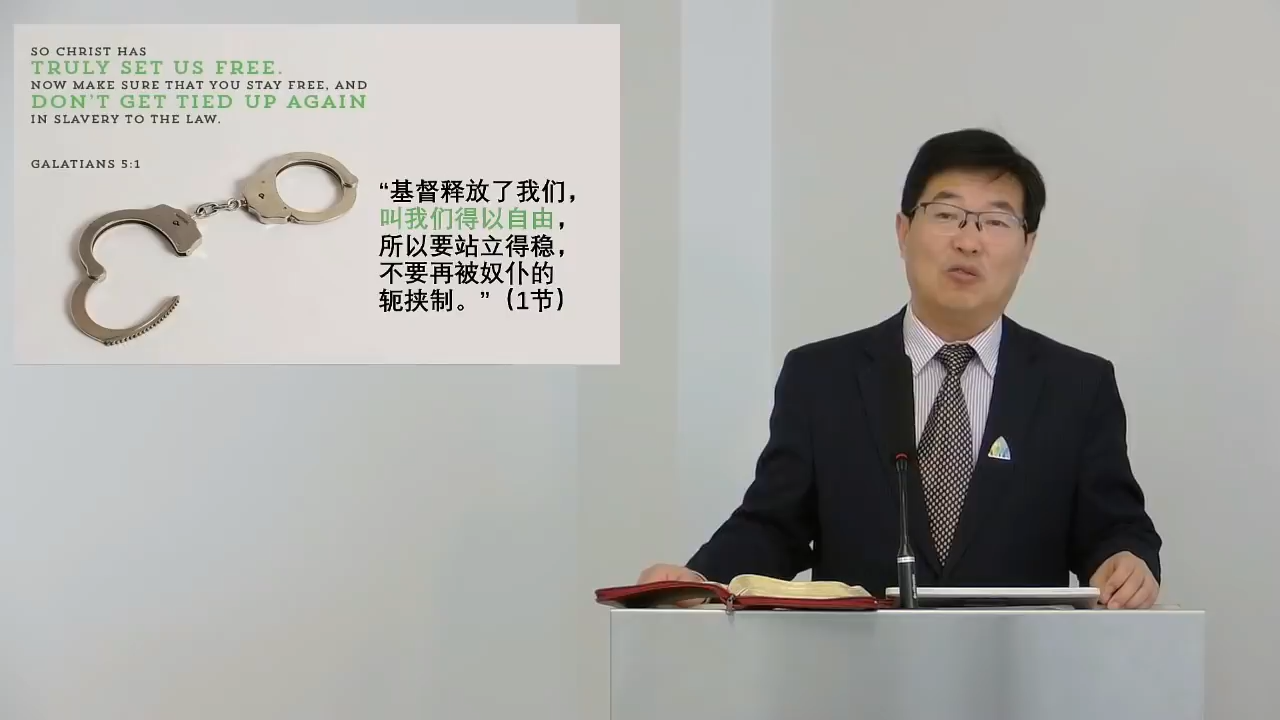 SO CHRIST HAS
TRULY SET US FREE.
NOW MAKE SURE THAT YOU STAY FREE, AND
DON'T GET TIED UP AGAIN
IN SLAVERY TO THE LAW.
GALATIANS 5:1
“基督释放了我们，
叫我们得以自由，
所以要站立得稳，
不要再被奴仆的
轭挟制。”（1节）